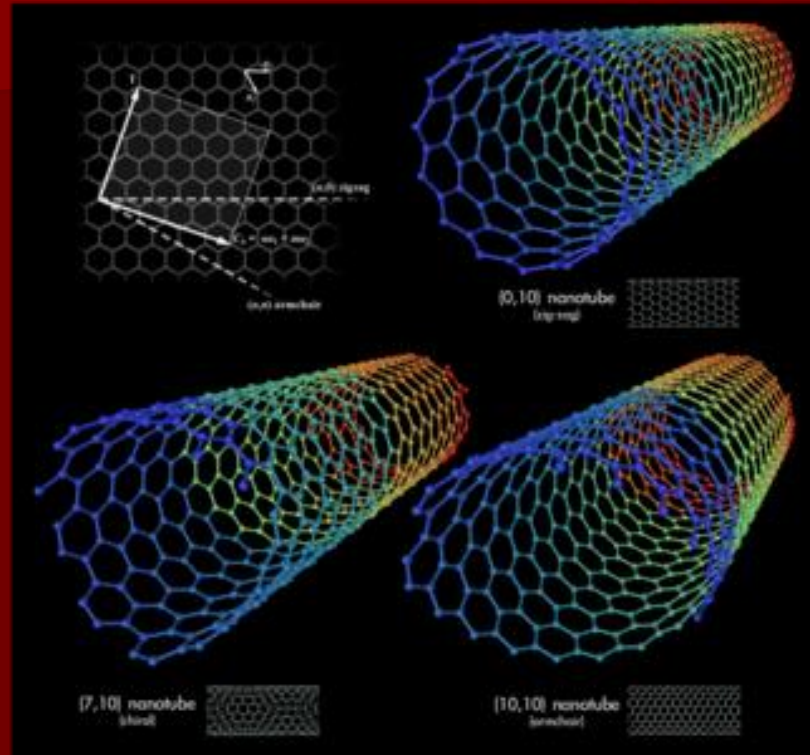 T
(n,0) zigzag
(n,n) armchair
(0,10) nanotube
(zig-zag)
(7,10) nanotube
(chiral)
(10,10) nanotube
(armchair)